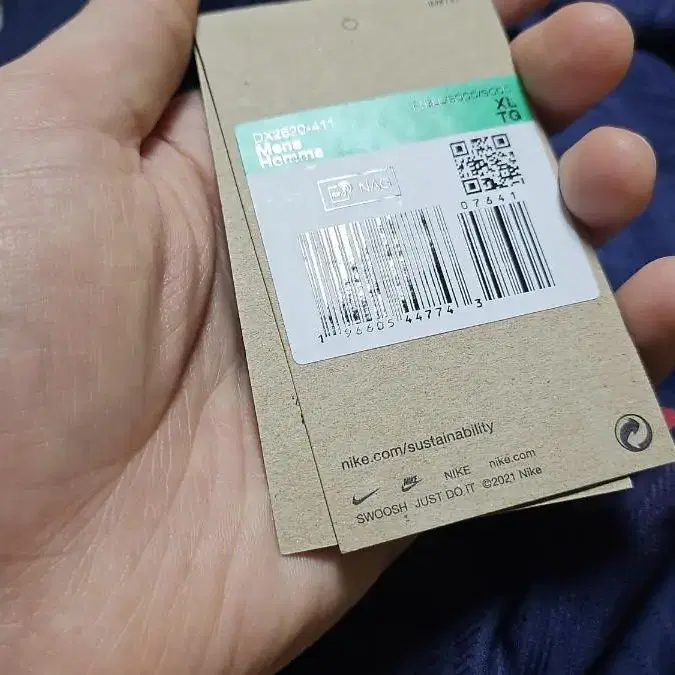 DX2620-411
Mens
Homme
XL
TG
NAG
07641
1 96605 44774 3
nike.com/sustainability
NIKE nike.com
SWOOSH JUST DO IT ©2021 Nike